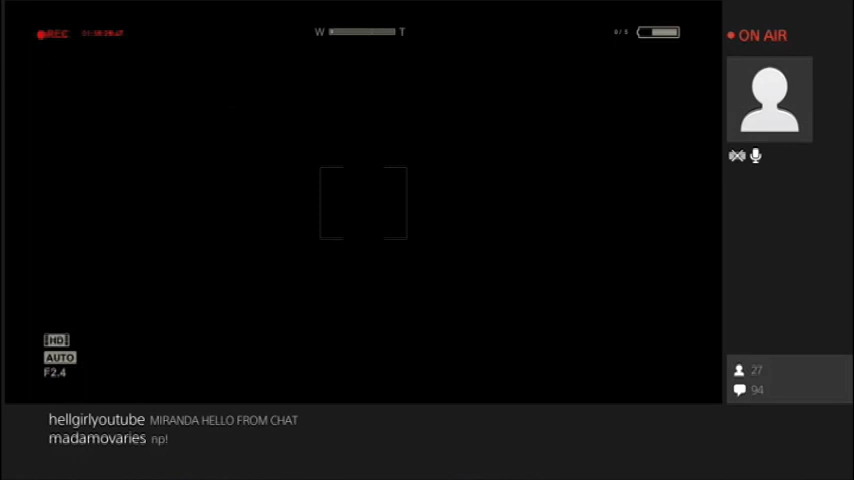 REC
W T
ON AIR
HD
AUTO
F2.4
27
94
hellgirlyoutube MIRANDA HELLO FROM CHAT
madamovaries np!